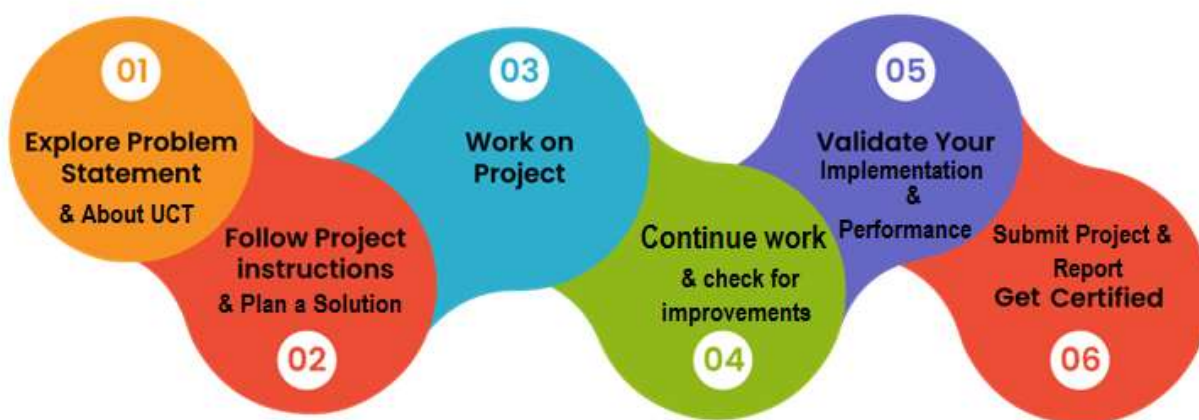 01
Explore Problem
Statement
& About UCT
Follow Project
instructions
& Plan a Solution
02
03
Work on
Project
Continue work
& check for
improvements
04
05
Validate Your
Implementation
&
Performance
Submit Project &
Report
Get Certified
06